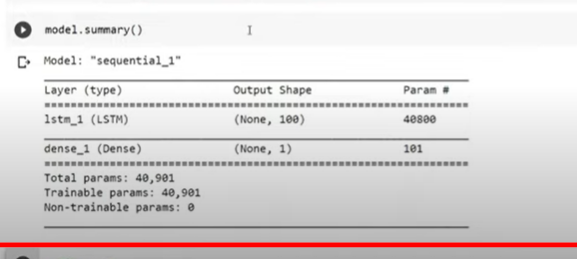 model.summary()
Model: "sequential_1"
Layer (type) Output Shape Param #
lstm_1 (LSTM) (None, 100) 40800
dense_1 (Dense) (None, 1) 101
Total params: 40,901
Trainable params: 40,901
Non-trainable params: 0